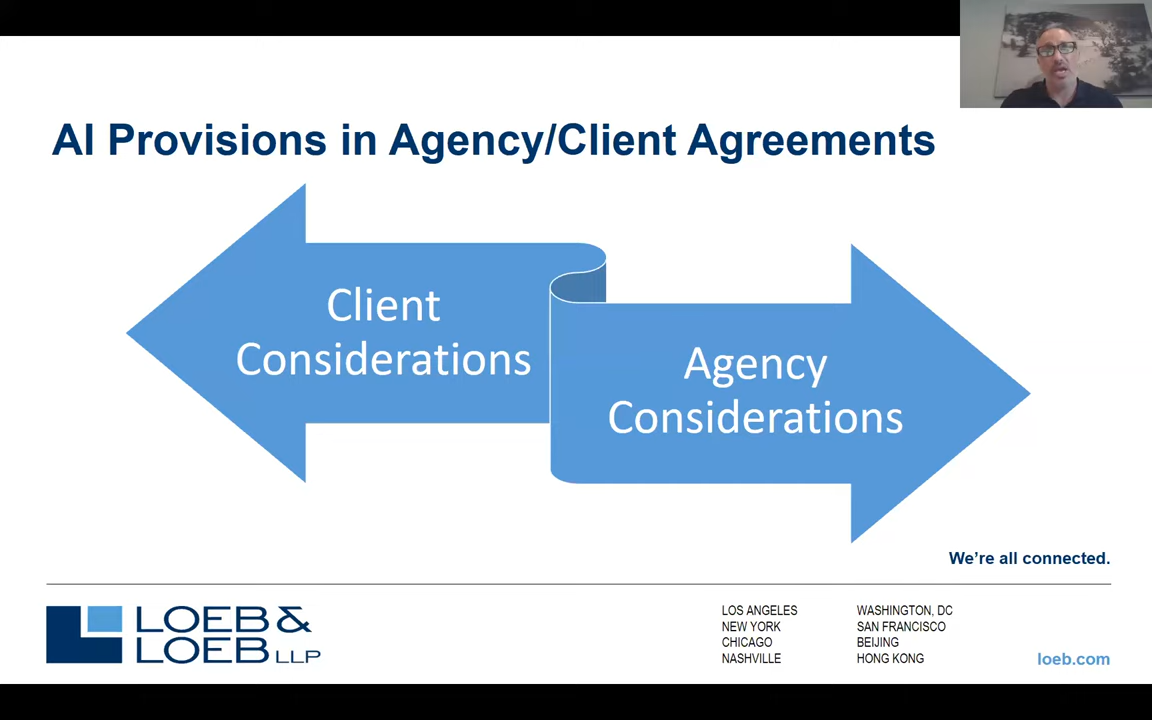 AI Provisions in Agency/Client Agreements
Client
Considerations
Agency
Considerations
We’re all connected.
LOEB &
LOEB LLP
LOS ANGELES
NEW YORK
CHICAGO
NASHVILLE
WASHINGTON, DC
SAN FRANCISCO
BEIJING
HONG KONG
loeb.com